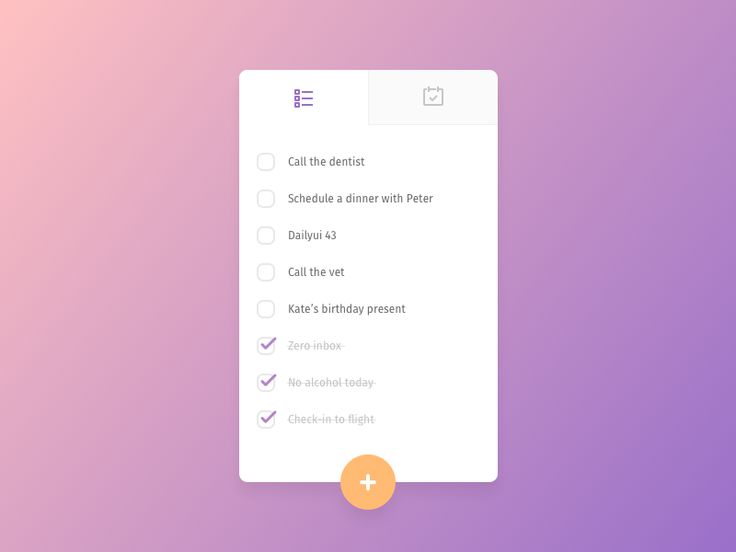 Call the dentist
Schedule a dinner with Peter
Dailyui 43
Call the vet
Kate's birthday present
Zero inbox
No alcohol today
Check-in to flight